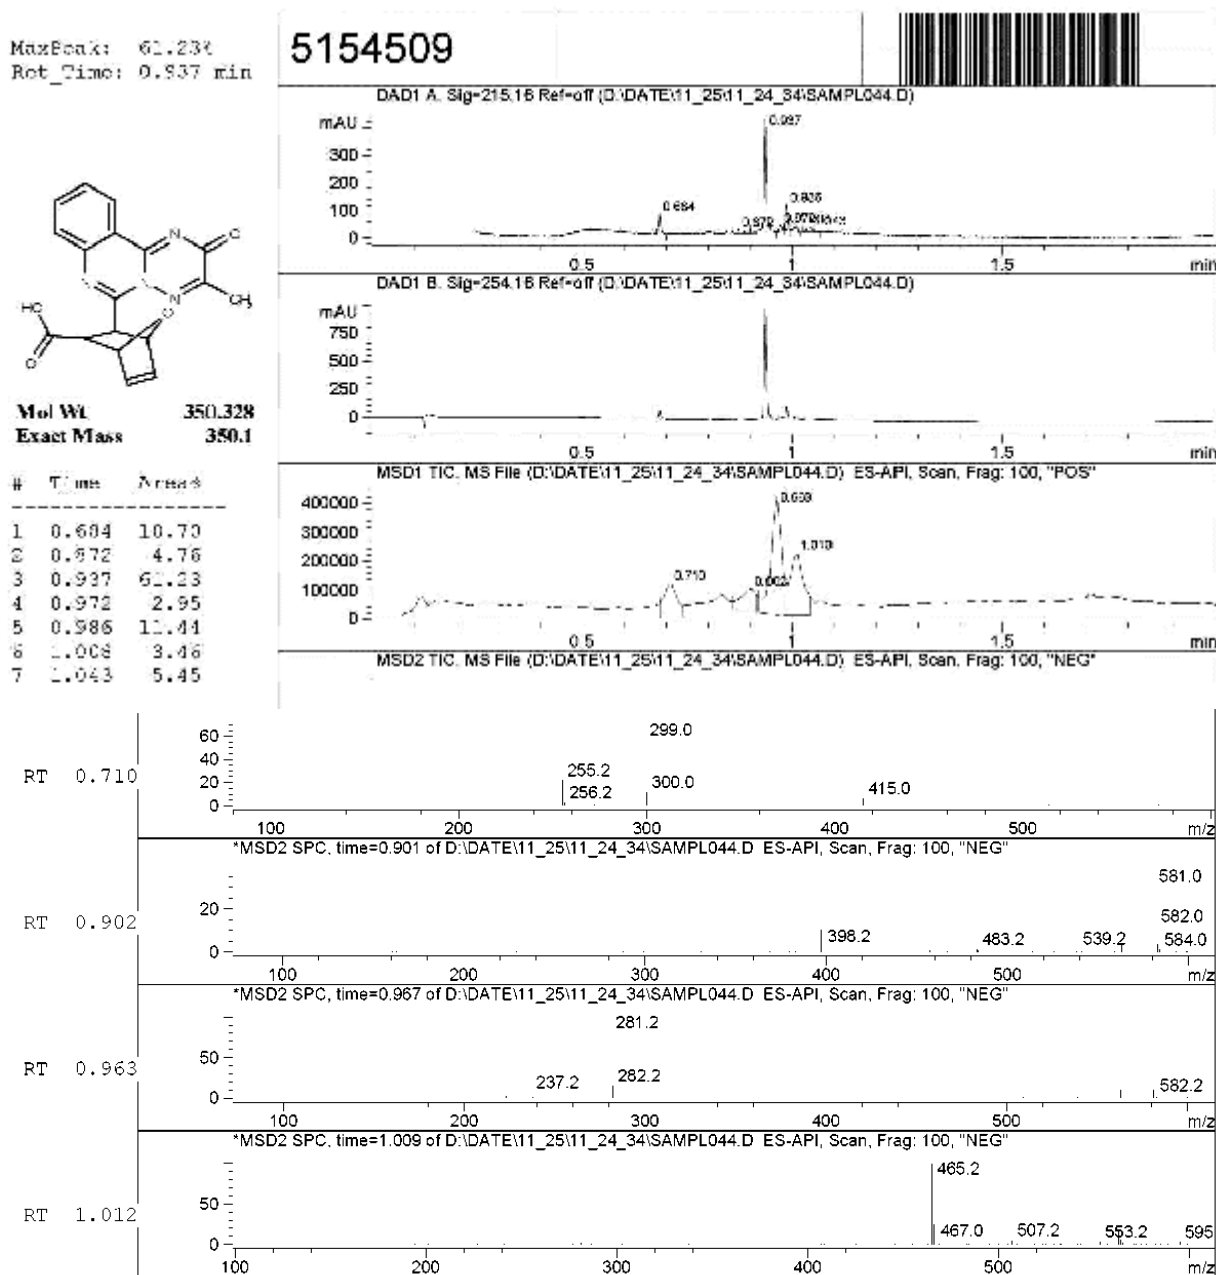 MaxPeak: 61.23%
Ret_Time: 0.937 min
5154509
DAD1 A, Sig=215,16 Ref=off (D:\DATE\11_25\11_24_34\SAMPL044.D)
mAU
300
200
100
0
0.684
0.937
0.5
1
1.5
min
DAD1 B, Sig=254,16 Ref=off (D:\DATE\11_25\11_24_34\SAMPL044.D)
mAU
750
500
250
0
0.5
1
1.5
min
N
O
N
N
N
CH3
O
HO
O
Mol Wt 350.328
Exact Mass 350.1
# Time Area%
1 0.684 10.70
2 0.872 4.76
3 0.937 61.23
4 0.972 2.95
5 0.986 11.44
6 1.008 3.46
7 1.043 5.45
MSD1 TIC, MS File (D:\DATE\11_25\11_24_34\SAMPL044.D) ES-API, Scan, Frag: 100, "POS"
400000
300000
200000
100000
0
0.710
0.902
0.963
0.5
1
1.5
min
MSD2 TIC, MS File (D:\DATE\11_25\11_24_34\SAMPL044.D) ES-API, Scan, Frag: 100, "NEG"
RT 0.710
60
40
20
0
255.2
256.2
299.0
300.0
415.0
100 200 300 400 500 m/z
*MSD2 SPC, time=0.901 of D:\DATE\11_25\11_24_34\SAMPL044.D ES-API, Scan, Frag: 100, "NEG"
RT 0.902
20
0
398.2
483.2
539.2
581.0
582.0
584.0
100 200 300 400 500 m/z
*MSD2 SPC, time=0.967 of D:\DATE\11_25\11_24_34\SAMPL044.D ES-API, Scan, Frag: 100, "NEG"
RT 0.963
50
0
237.2
281.2
282.2
582.2
100 200 300 400 500 m/z
*MSD2 SPC, time=1.009 of D:\DATE\11_25\11_24_34\SAMPL044.D ES-API, Scan, Frag: 100, "NEG"
RT 1.012
50
0
465.2
467.0
507.2
553.2
595
100 200 300 400 500 m/z